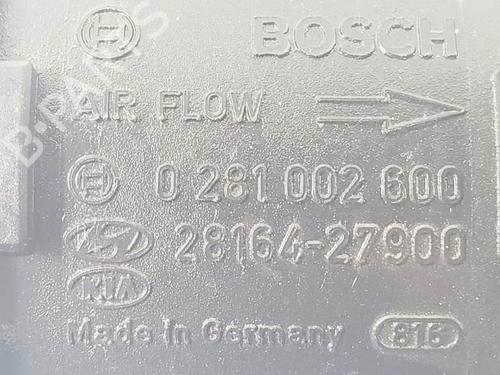 BOSCH
AIR FLOW
0 281 002 600
28164-27900
KIA
Made in Germany 816
B-PARTS